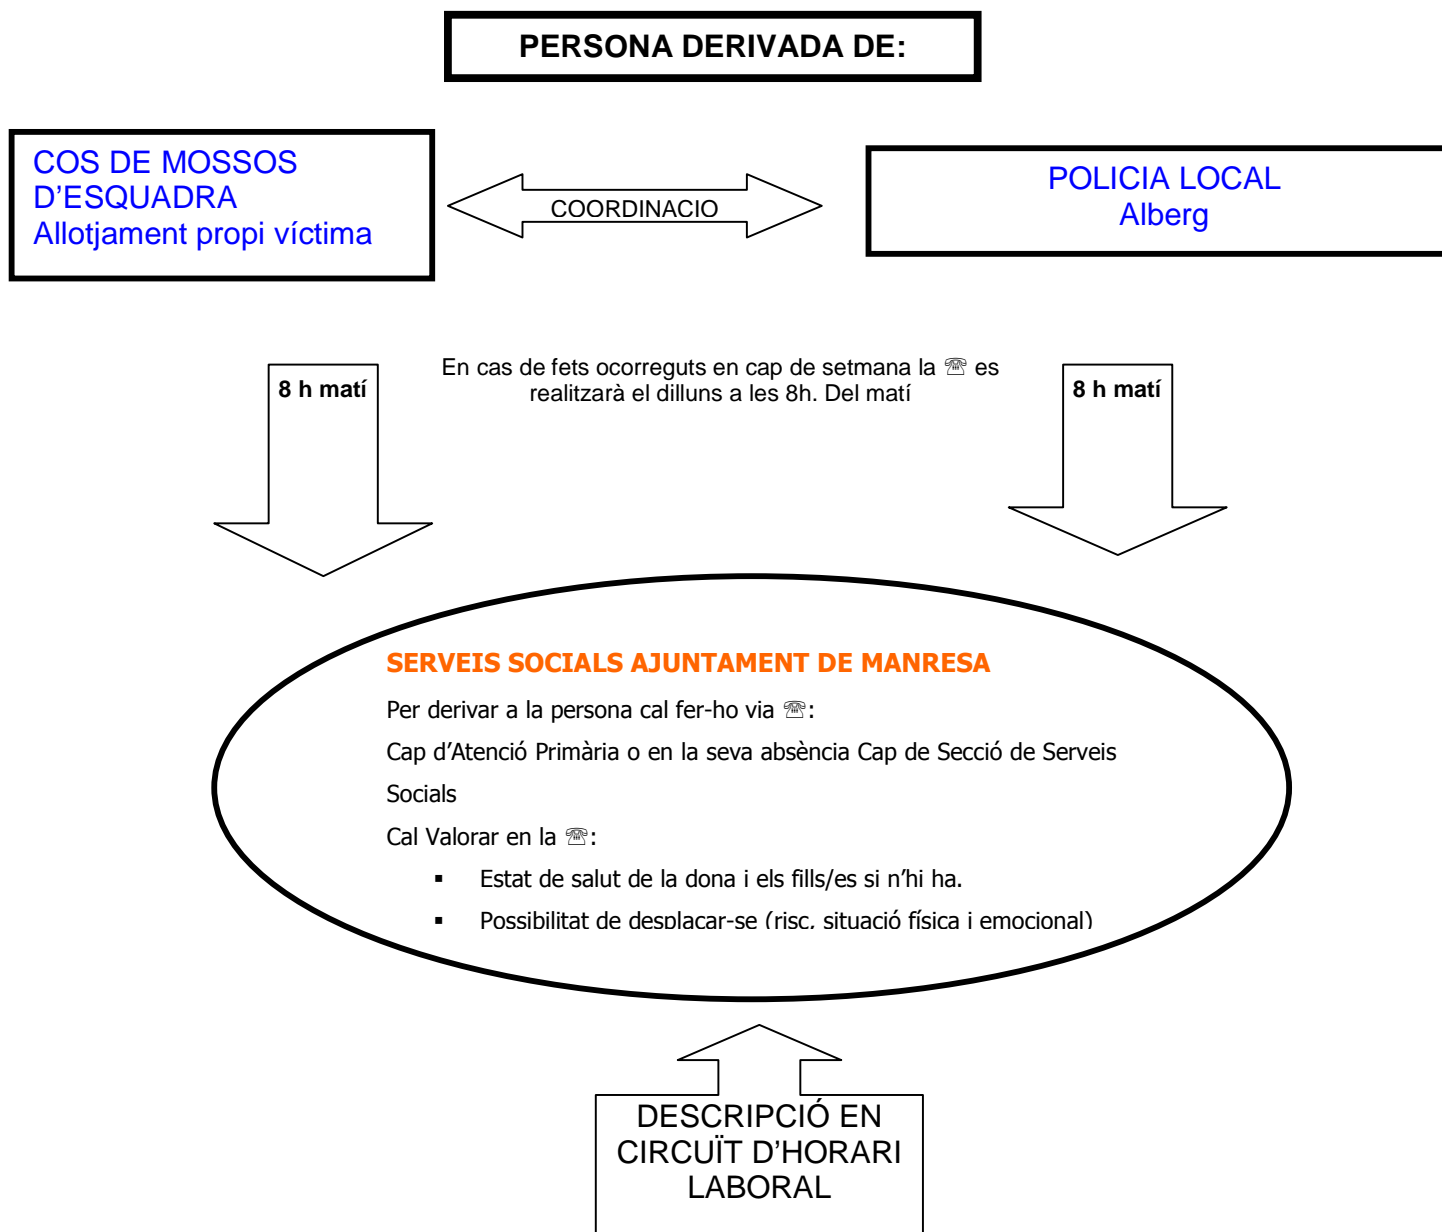 PERSONA DERIVADA DE:
COS DE MOSSOS
D’ESQUADRA
Allotjament propi víctima
COORDINACIO
POLICIA LOCAL
Alberg
8 h matí
En cas de fets ocorreguts en cap de setmana la ☏ es
realitzarà el dilluns a les 8h. Del matí
8 h matí
SERVEIS SOCIALS AJUNTAMENT DE MANRESA
Per derivar a la persona cal fer-ho via ☏:
Cap d’Atenció Primària o en la seva absència Cap de Secció de Serveis
Socials
Cal Valorar en la ☏:
▪ Estat de salut de la dona i els fills/es si n’hi ha.
▪ Possibilitat de desplaçar-se (risc, situació física i emocional)
DESCRIPCIÓ EN
CIRCUÏT D’HORARI
LABORAL